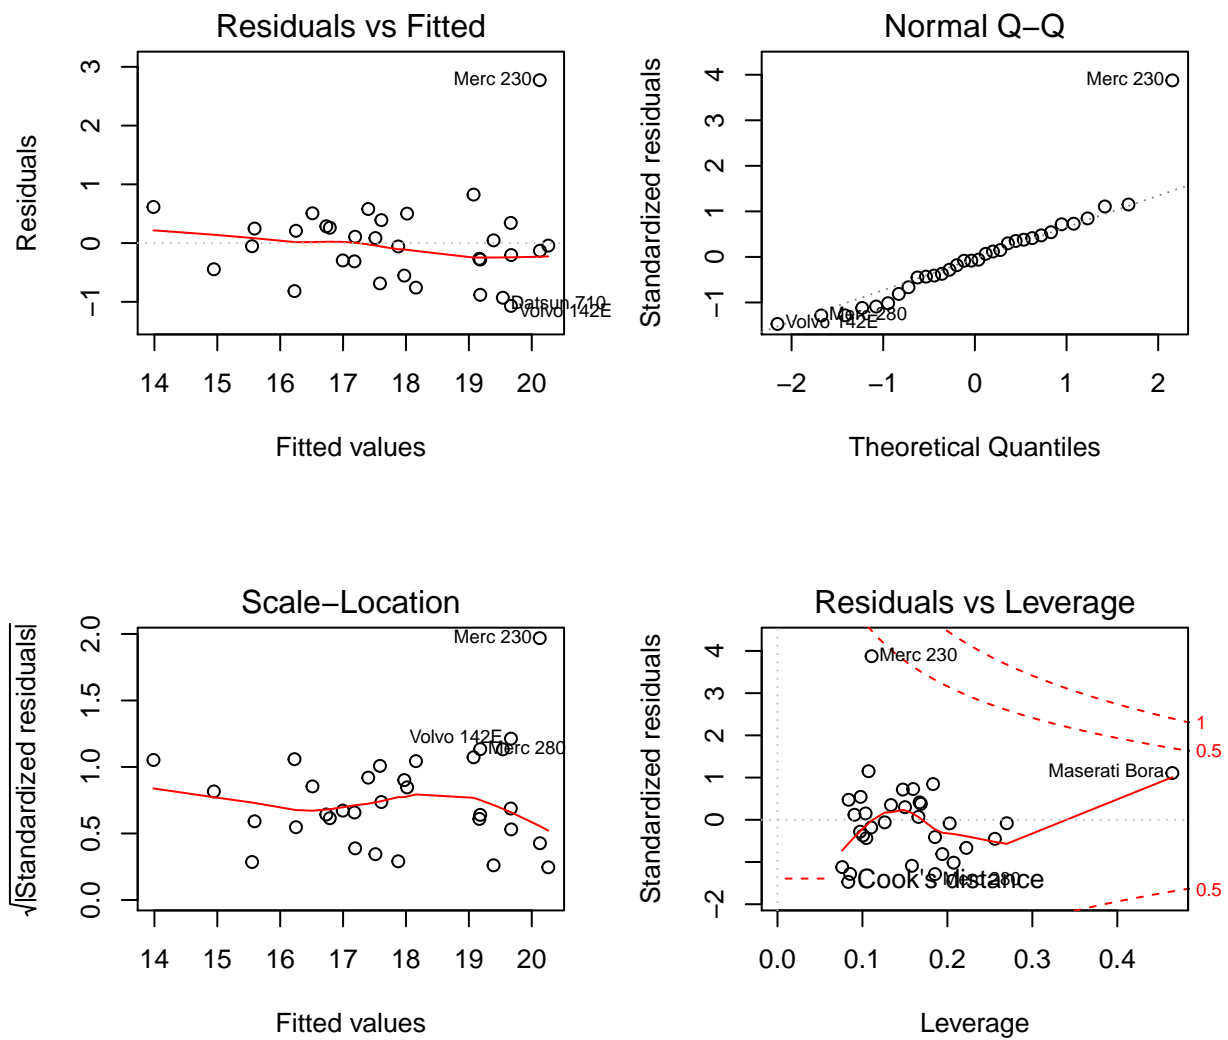 Residuals vs Fitted
Residuals
3
2
1
0
−1
Merc 230
Datsun 710
Volvo 142E
14 15 16 17 18 19 20
Fitted values
Normal Q−Q
Standardized residuals
4
3
2
1
0
−1
Merc 230
Merc 280
Volvo 142E
−2 −1 0 1 2
Theoretical Quantiles
Scale−Location
√|Standardized residuals|
2.0
1.5
1.0
0.5
0.0
Merc 230
Volvo 142E
Merc 280
14 15 16 17 18 19 20
Fitted values
Residuals vs Leverage
Standardized residuals
4
3
2
1
0
−2
Merc 230
1
0.5
Maserati Bora
Cook's distance
Merc 280
0.5
0.0 0.1 0.2 0.3 0.4
Leverage